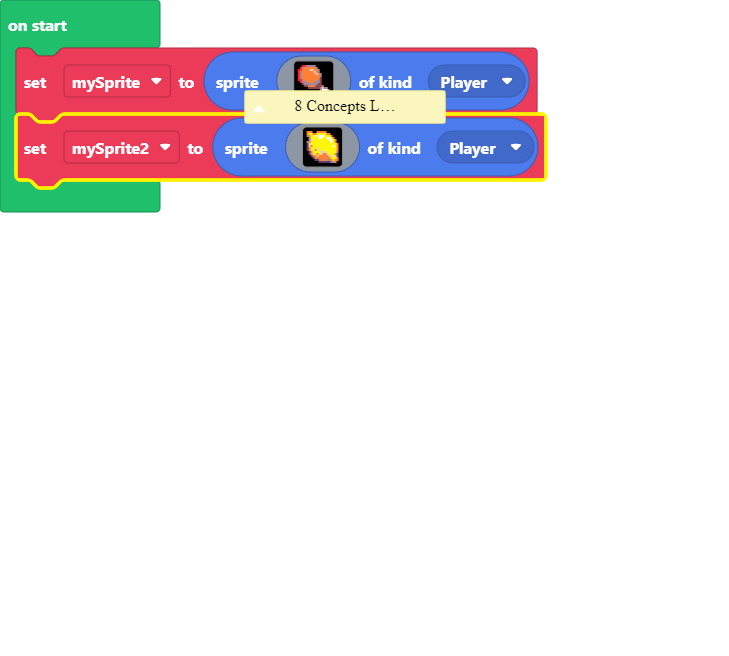 on start
set mySprite to sprite of kind Player
8 Concepts L...
set mySprite2 to sprite of kind Player